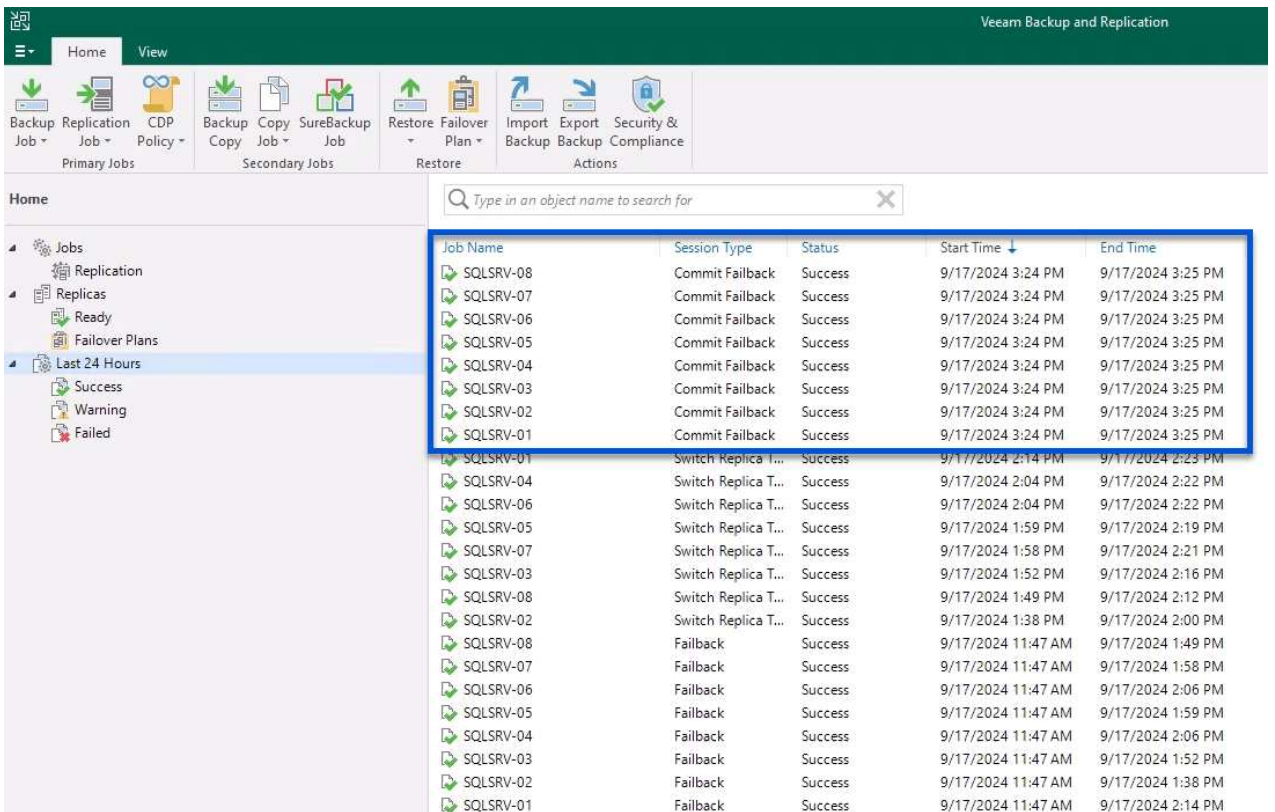 Veeam Backup and Replication
Home View
Backup Job Replication Job CDP Policy Backup Copy Copy Job SureBackup Job Restore Failover Plan Import Backup Export Backup Security & Compliance
Primary Jobs Secondary Jobs Restore Actions
Home
Type in an object name to search for
Jobs
Replication
Replicas
Ready
Failover Plans
Last 24 Hours
Success
Warning
Failed
Job Name Session Type Status Start Time End Time
SQLSRV-08 Commit Failback Success 9/17/2024 3:24 PM 9/17/2024 3:25 PM
SQLSRV-07 Commit Failback Success 9/17/2024 3:24 PM 9/17/2024 3:25 PM
SQLSRV-06 Commit Failback Success 9/17/2024 3:24 PM 9/17/2024 3:25 PM
SQLSRV-05 Commit Failback Success 9/17/2024 3:24 PM 9/17/2024 3:25 PM
SQLSRV-04 Commit Failback Success 9/17/2024 3:24 PM 9/17/2024 3:25 PM
SQLSRV-03 Commit Failback Success 9/17/2024 3:24 PM 9/17/2024 3:25 PM
SQLSRV-02 Commit Failback Success 9/17/2024 3:24 PM 9/17/2024 3:25 PM
SQLSRV-01 Commit Failback Success 9/17/2024 3:24 PM 9/17/2024 3:25 PM
SQLSRV-01 Switch Replica T... Success 9/17/2024 2:14 PM 9/17/2024 2:23 PM
SQLSRV-04 Switch Replica T... Success 9/17/2024 2:04 PM 9/17/2024 2:22 PM
SQLSRV-06 Switch Replica T... Success 9/17/2024 2:04 PM 9/17/2024 2:22 PM
SQLSRV-05 Switch Replica T... Success 9/17/2024 1:59 PM 9/17/2024 2:19 PM
SQLSRV-07 Switch Replica T... Success 9/17/2024 1:58 PM 9/17/2024 2:21 PM
SQLSRV-03 Switch Replica T... Success 9/17/2024 1:52 PM 9/17/2024 2:16 PM
SQLSRV-08 Switch Replica T... Success 9/17/2024 1:49 PM 9/17/2024 2:12 PM
SQLSRV-02 Switch Replica T... Success 9/17/2024 1:38 PM 9/17/2024 2:00 PM
SQLSRV-08 Failback Success 9/17/2024 11:47 AM 9/17/2024 1:49 PM
SQLSRV-07 Failback Success 9/17/2024 11:47 AM 9/17/2024 1:58 PM
SQLSRV-06 Failback Success 9/17/2024 11:47 AM 9/17/2024 2:06 PM
SQLSRV-05 Failback Success 9/17/2024 11:47 AM 9/17/2024 1:59 PM
SQLSRV-04 Failback Success 9/17/2024 11:47 AM 9/17/2024 2:06 PM
SQLSRV-03 Failback Success 9/17/2024 11:47 AM 9/17/2024 1:52 PM
SQLSRV-02 Failback Success 9/17/2024 11:47 AM 9/17/2024 1:38 PM
SQLSRV-01 Failback Success 9/17/2024 11:47 AM 9/17/2024 2:14 PM